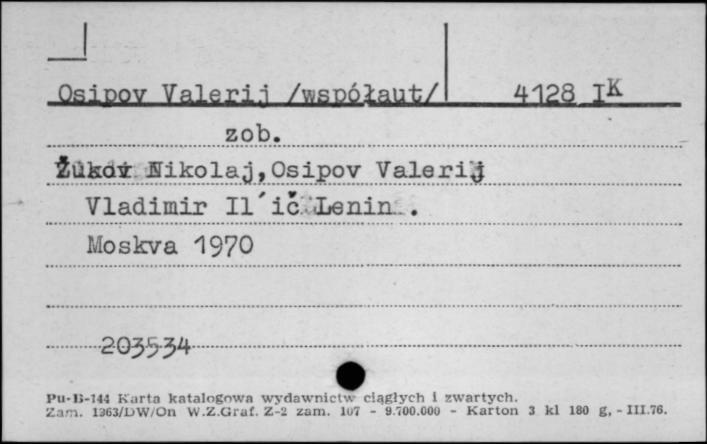 Osipov Valerij /współaut/ 4128 IK
zob.
Žukov Nikolaj, Osipov Valerij
Vladimir Il´ič Lenin .
Moskva 1970
203534
Pu-B-144 Karta katalogowa wydawnictw ciągłych i zwartych.
Zam. 1363/DW/On W.Z.Graf. Z-2 zam. 107 - 9.700.000 - Karton 3 kl 180 g, - III.76.